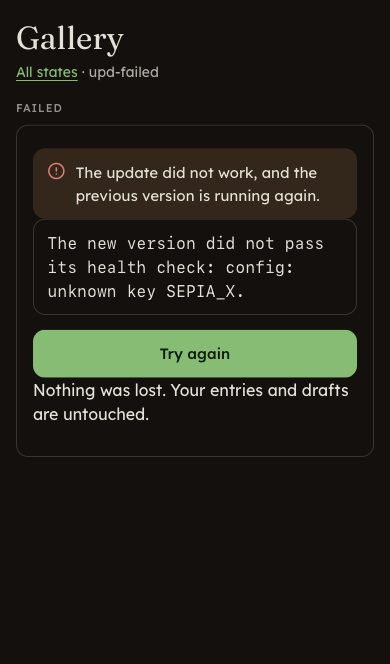 Gallery
All states · upd-failed
FAILED
The update did not work, and the
previous version is running again.
The new version did not pass
its health check: config:
unknown key SEPIA_X.
Try again
Nothing was lost. Your entries and drafts
are untouched.